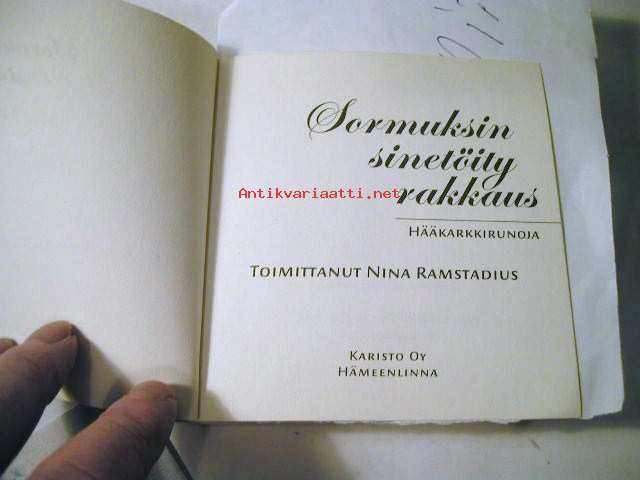 Sormuksin
sinetöity
Antikvariaatti.net
rakkaus
HÄÄKARKKIRUNOJA
TOIMITTANUT NINA RAMSTADIUS
KARISTO OY
HÄMEENLINNA